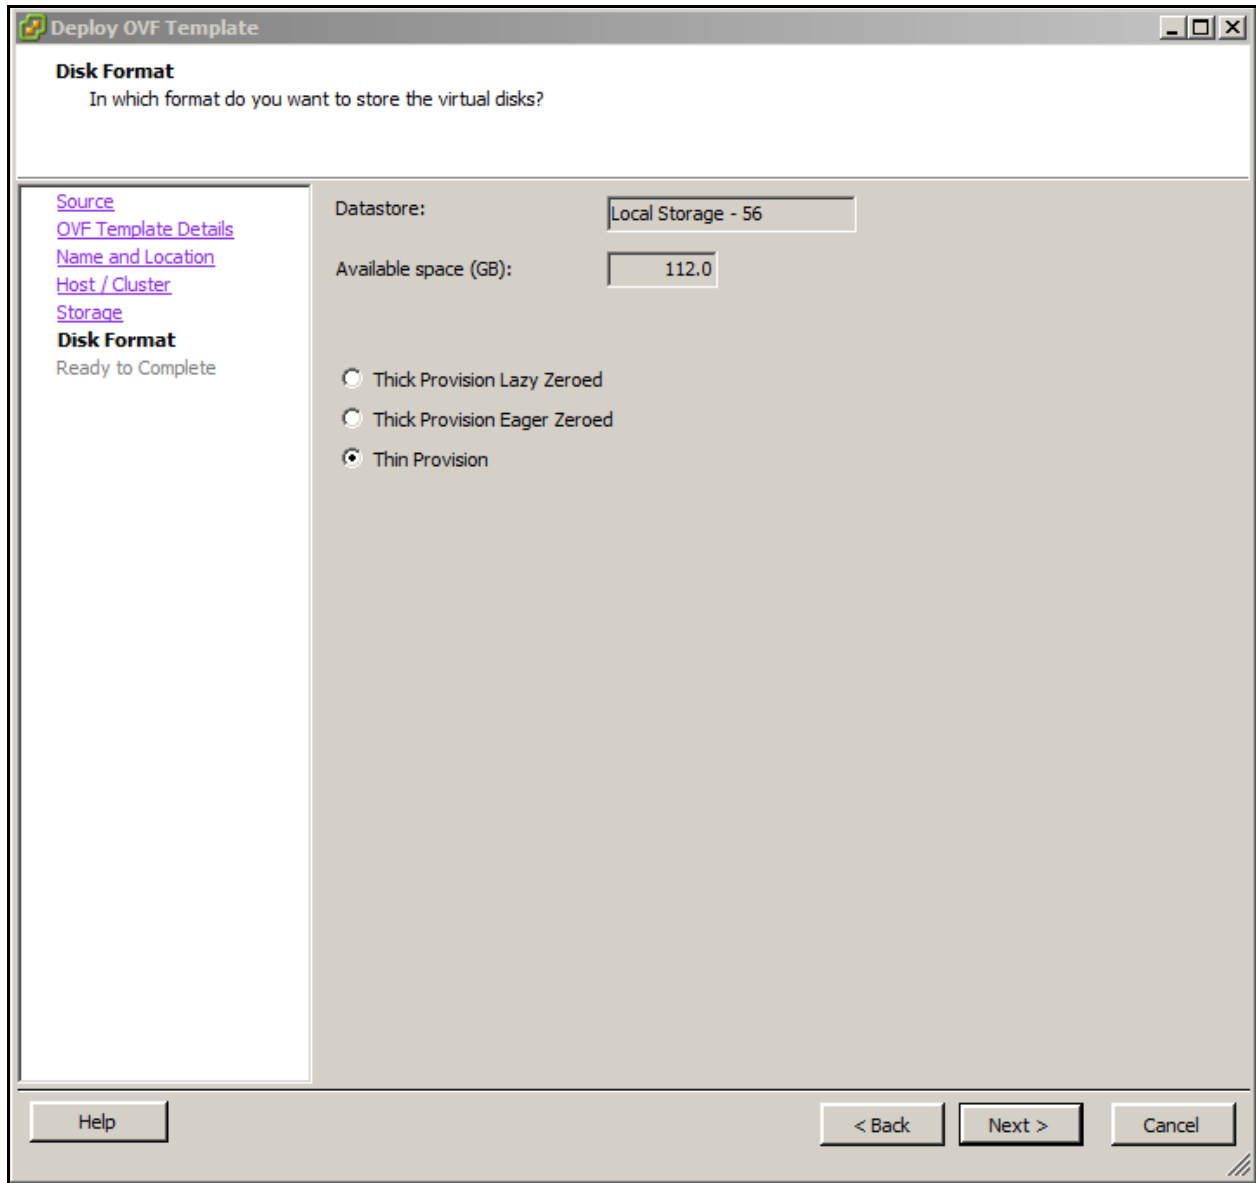 Deploy OVF Template
Disk Format
In which format do you want to store the virtual disks?
Source
OVF Template Details
Name and Location
Host / Cluster
Storage
Disk Format
Ready to Complete
Datastore:
Local Storage - 56
Available space (GB):
112.0
Thick Provision Lazy Zeroed
Thick Provision Eager Zeroed
Thin Provision
Help
< Back
Next >
Cancel